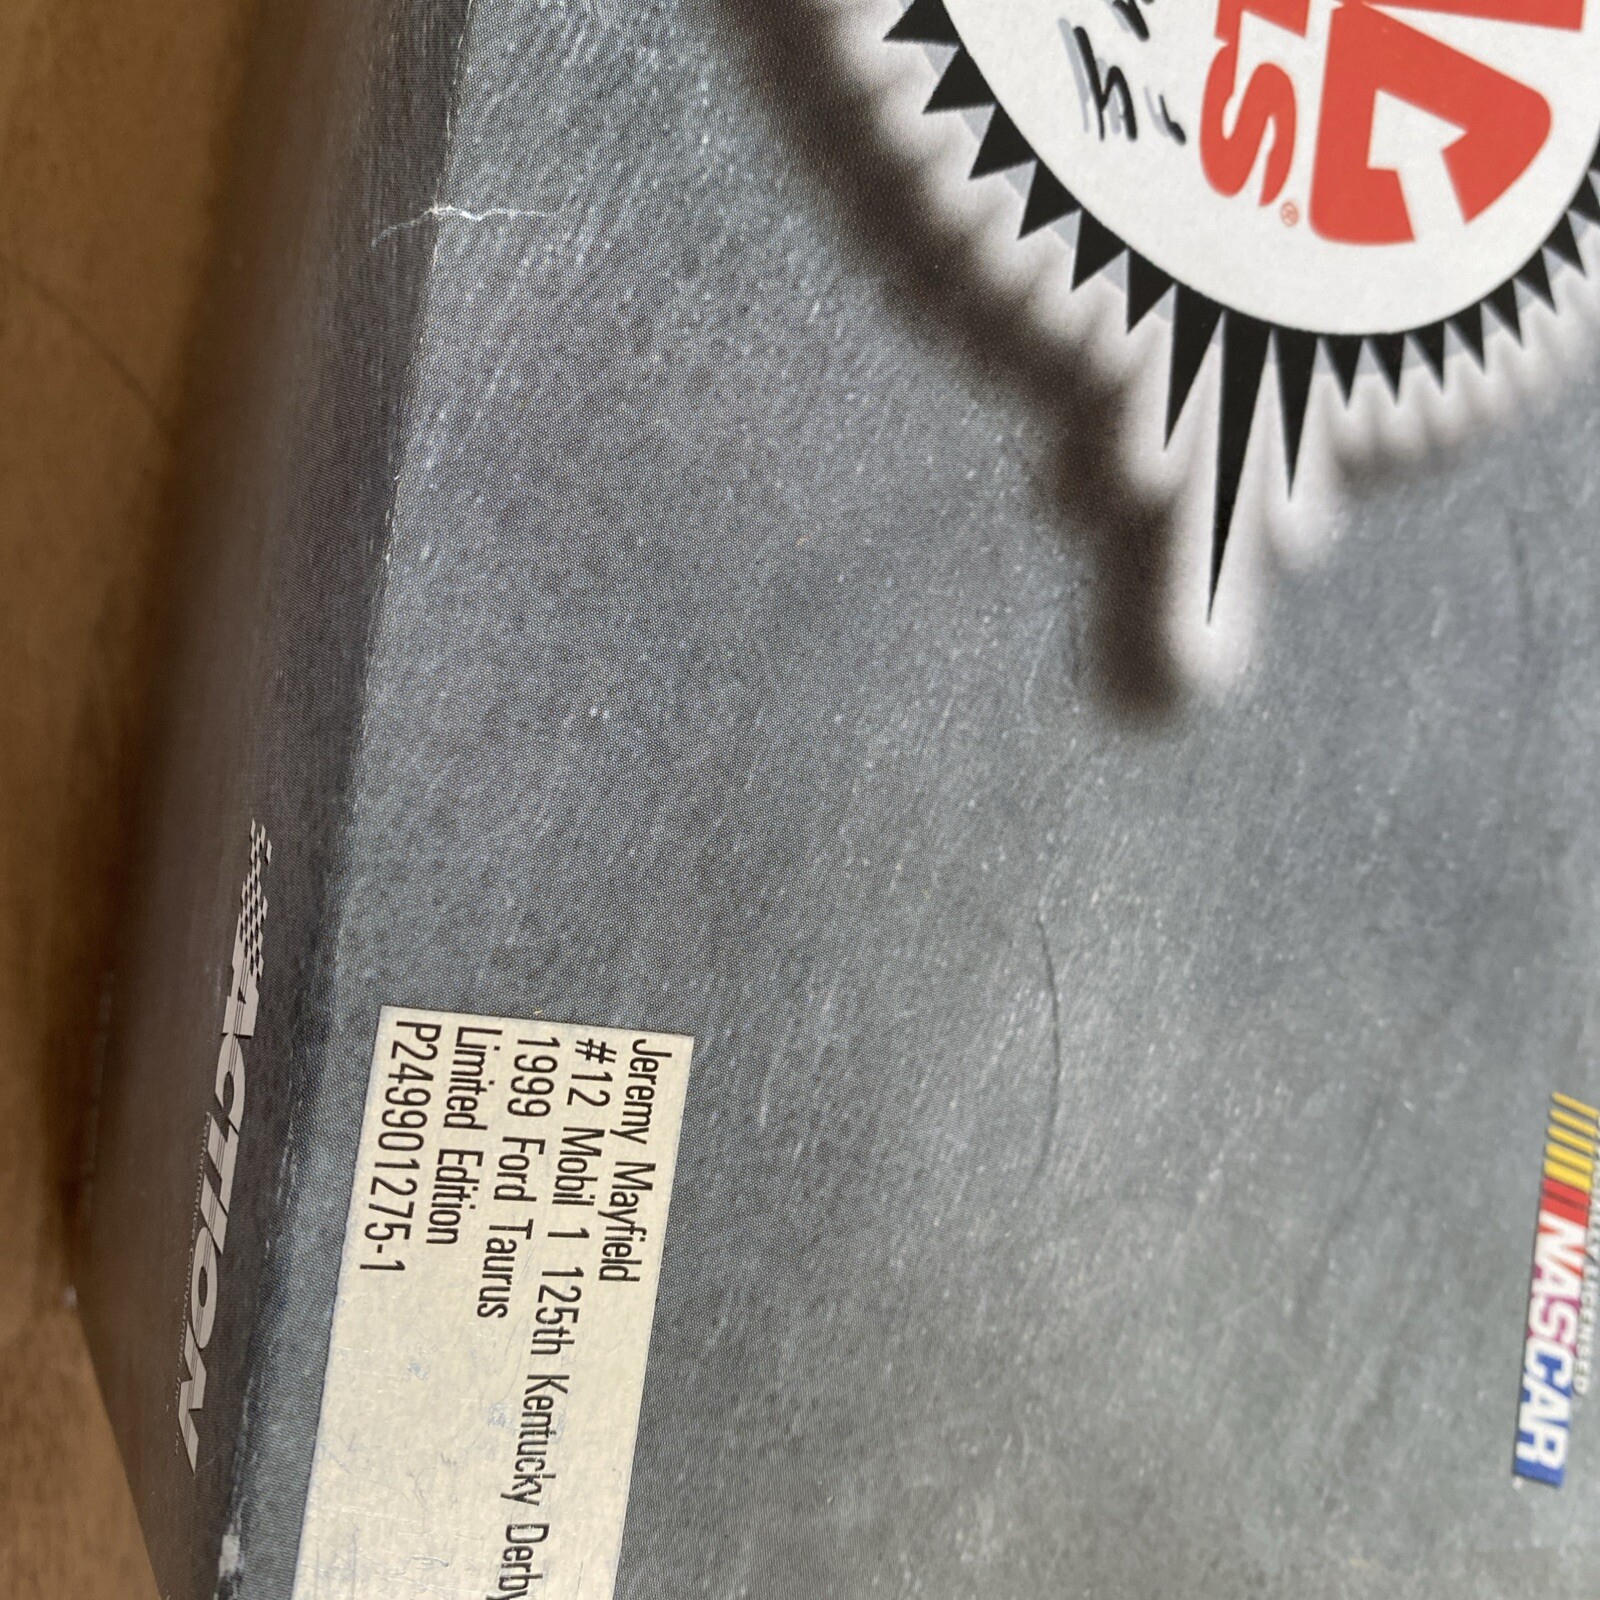 Jeremy Mayfield
#12 Mobil 1 125th Kentucky Derby
1999 Ford Taurus
Limited Edition
P249901275-1
ACTION
NASCAR